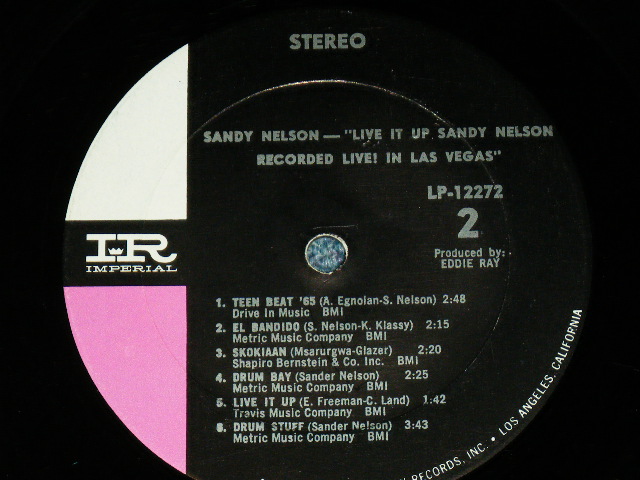 STEREO
SANDY NELSON — "LIVE IT UP SANDY NELSON
RECORDED LIVE! IN LAS VEGAS"
LP-12272
2
Produced by:
EDDIE RAY
IR
IMPERIAL
1. TEEN BEAT '65 (A. Egnoian-S. Nelson) 2:48
Drive In Music BMI
2. EL BANDIDO (S. Nelson-K. Klassy) 2:15
Metric Music Company BMI
3. SKOKIAAN (Msarurgwa-Glazer) 2:20
Shapiro Bernstein & Co. Inc. BMI
4. DRUM BAY (Sander Nelson) 2:25
Metric Music Company BMI
5. LIVE IT UP (E. Freeman-C. Land) 1:42
Travis Music Company BMI
6. DRUM STUFF (Sander Nelson) 3:43
Metric Music Company BMI
RECORDS, INC. • LOS ANGELES, CALIFORNIA